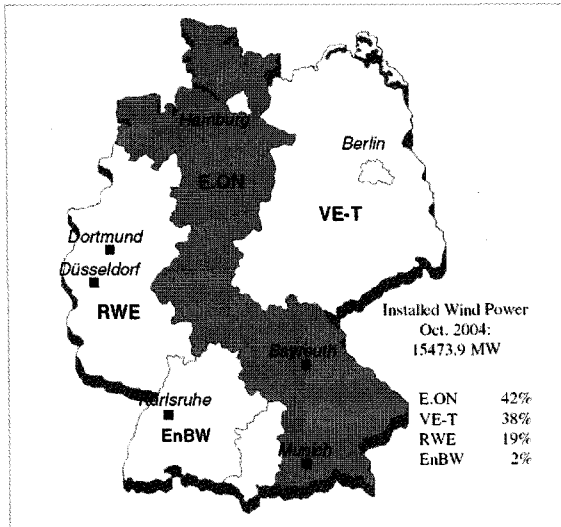 Hamburg
Berlin
E.ON
VE-T
Dortmund
Düsseldorf
RWE
Installed Wind Power
Oct. 2004:
15473.9 MW
Bayreuth
Karlsruhe
EnBW
Munich
E.ON 42%
VE-T 38%
RWE 19%
EnBW 2%